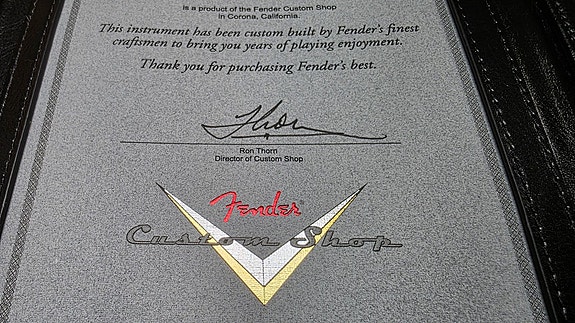 is a product of the Fender Custom Shop
in Corona, California.
This instrument has been custom built by Fender's finest
craftsmen to bring you years of playing enjoyment.
Thank you for purchasing Fender's best.
Ron Thorn
Director of Custom Shop
Fender
Custom Shop